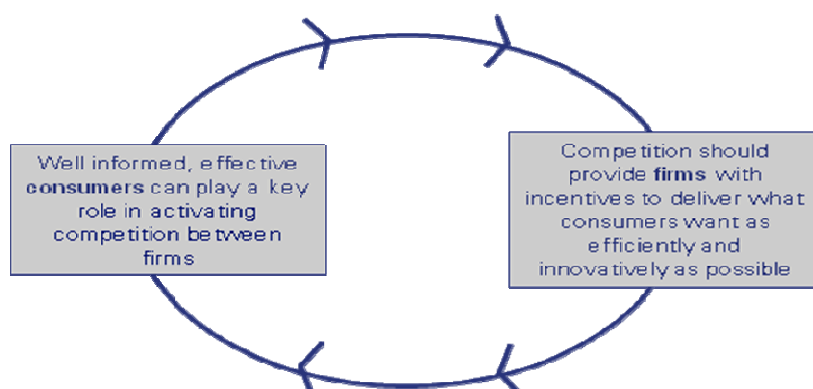 Well informed, effective
consumers can play a key
role in activating
competition between
firms
Competition should
provide firms with
incentives to deliver what
consumers want as
efficiently and
innovatively as possible